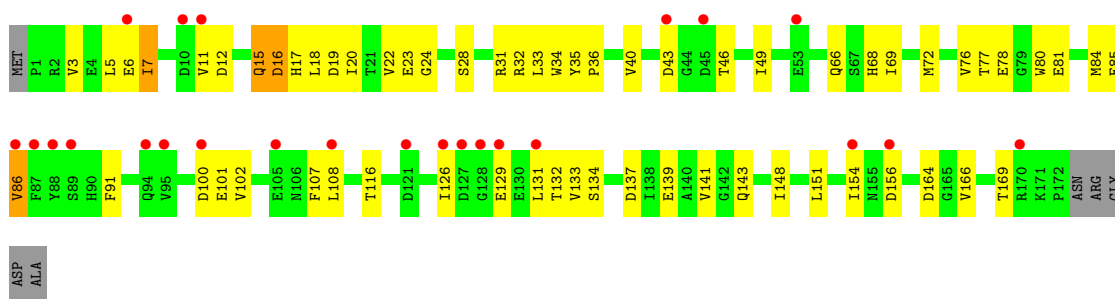 MET P1 R2 V3 E4 L5 E6 I7 D10 V11 D12 Q15 D16 H17 L18 D19 I20 T21 V22 E23 G24 S28 R31 R32 L33 W34 Y35 P36 V40 D43 G44 D45 T46 I49 E53 Q66 S67 H68 I69 M72 V76 T77 E78 G79 W80 E81 M84 E85
V86 F87 Y88 S89 H90 F91 Q94 V95 D100 E101 V102 E105 N106 F107 L108 T116 D121 I126 D127 G128 E129 E130 L131 T132 V133 S134 D137 I138 E139 A140 V141 G142 Q143 I148 L151 I154 N155 D156 D164 G165 V166 T169 R170 K171 P172 ASN ARG GLY
ASP ALA